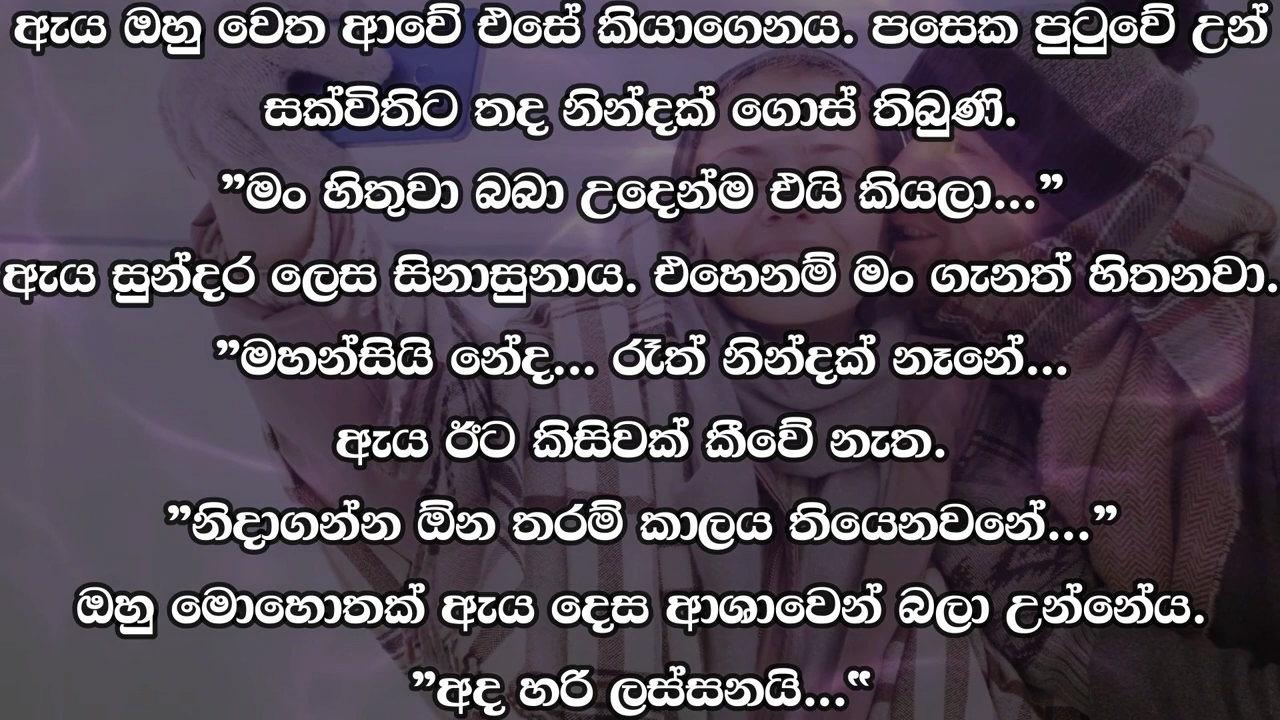 ඇය ඔහු වෙත ආවේ එසේ කියාගෙනය. පසෙක පුටුවේ උන්
සක්විතිට තද නින්දක් ගොස් තිබුණි.
”මං හිතුවා බබා උදෙන්ම එයි කියලා...”
ඇය සුන්දර ලෙස සිනාසුනාය. එහෙනම් මං ගැනත් හිතනවා.
”මහන්සියි නේද... රෑත් නින්දක් නෑනේ...
ඇය ඊට කිසිවක් කීවේ නැත.
”නිදාගන්න ඕන තරම් කාලය තියෙනවනේ...”
ඔහු මොහොතක් ඇය දෙස ආශාවෙන් බලා උන්නේය.
”අද හරි ලස්සනයි...“